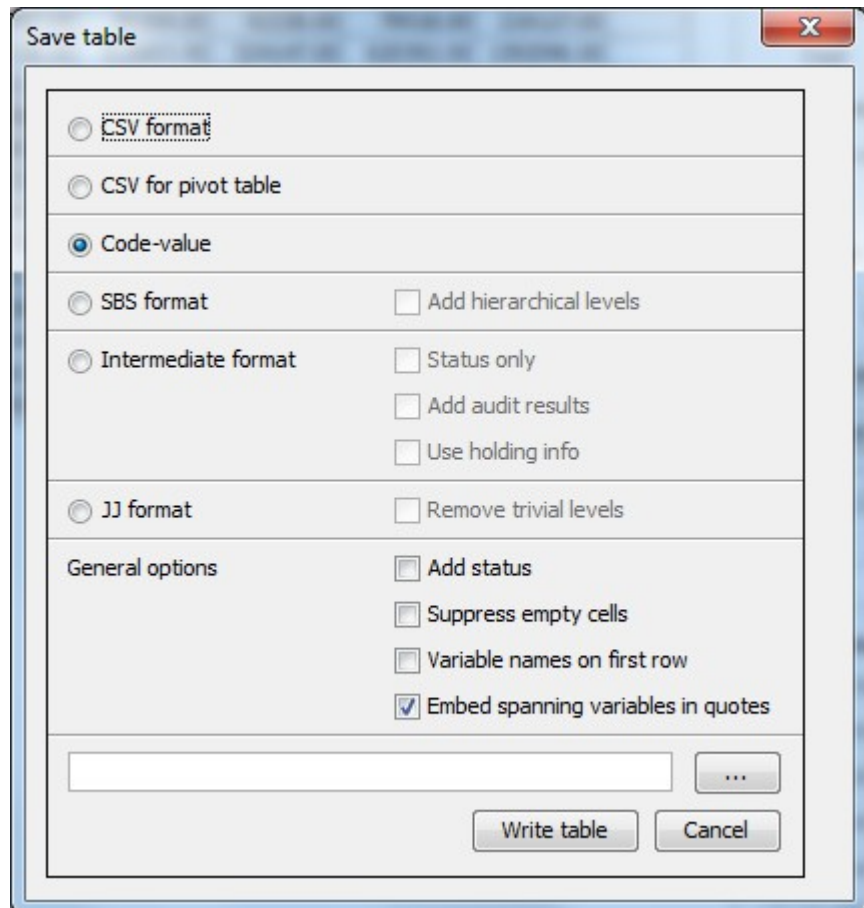 Save table
CSV format
CSV for pivot table
Code-value
SBS format Add hierarchical levels
Intermediate format Status only
Add audit results
Use holding info
JJ format Remove trivial levels
General options Add status
Suppress empty cells
Variable names on first row
Embed spanning variables in quotes
...
Write table Cancel